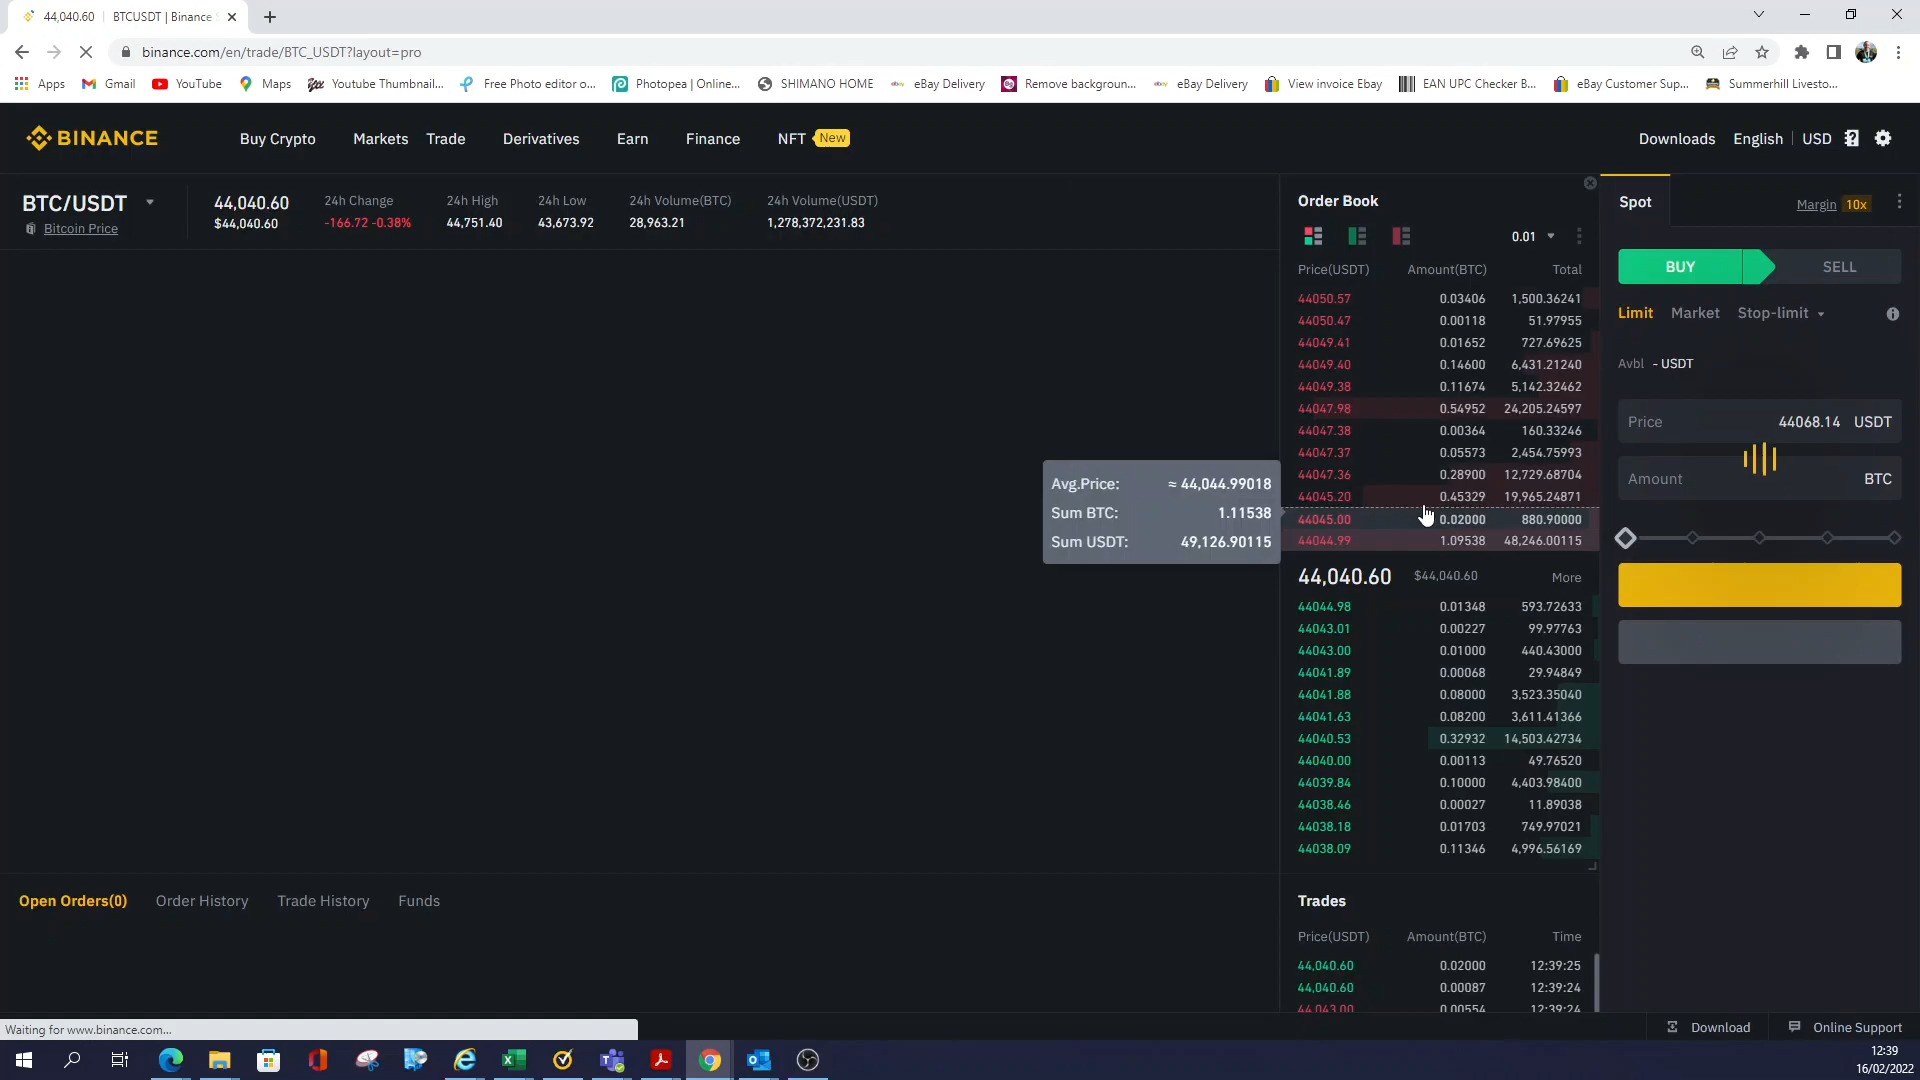 44,040.60 | BTCUSDT | Binance
binance.com/en/trade/BTC_USDT?layout=pro
Apps Gmail YouTube Maps Youtube Thumbnail... Free Photo editor o... Photopea | Online... SHIMANO HOME eBay Delivery Remove backgroun... eBay Delivery View invoice Ebay EAN UPC Checker B... eBay Customer Sup... Summerhill Livesto...
BINANCE Buy Crypto Markets Trade Derivatives Earn Finance NFT New Downloads English USD
BTC/USDT
Bitcoin Price
44,040.60
$44,040.60
24h Change
-166.72 -0.38%
24h High
44,751.40
24h Low
43,673.92
24h Volume(BTC)
28,963.21
24h Volume(USDT)
1,278,372,231.83
Order Book
0.01
Price(USDT) Amount(BTC) Total
44050.57 0.03406 1,500.36241
44050.47 0.00118 51.97955
44049.41 0.01652 727.69625
44049.40 0.14600 6,431.21240
44049.38 0.11674 5,142.32462
44047.98 0.54952 24,205.24597
44047.38 0.00364 160.33246
44047.37 0.05573 2,454.75993
44047.36 0.28900 12,729.68704
44045.20 0.45329 19,965.24871
44045.00 0.02000 880.90000
44044.99 1.09538 48,246.00115
44,040.60 $44,040.60 More
44044.98 0.01348 593.72633
44043.01 0.00227 99.97763
44043.00 0.01000 440.43000
44041.89 0.00068 29.94849
44041.88 0.08000 3,523.35040
44041.63 0.08200 3,611.41366
44040.53 0.32932 14,503.42734
44040.00 0.00113 49.76520
44039.84 0.10000 4,403.98400
44038.46 0.00027 11.89038
44038.18 0.01703 749.97021
44038.09 0.11346 4,996.56169
Avg.Price: ≈ 44,044.99018
Sum BTC: 1.11538
Sum USDT: 49,126.90115
Spot Margin 10x
BUY SELL
Limit Market Stop-limit
Avbl - USDT
Price 44068.14 USDT
Amount BTC
Open Orders(0) Order History Trade History Funds
Trades
Price(USDT) Amount(BTC) Time
44,040.60 0.02000 12:39:25
44,040.60 0.00087 12:39:24
44,043.00 0.00554 12:39:24
Waiting for www.binance.com...
Download Online Support
12:39
16/02/2022